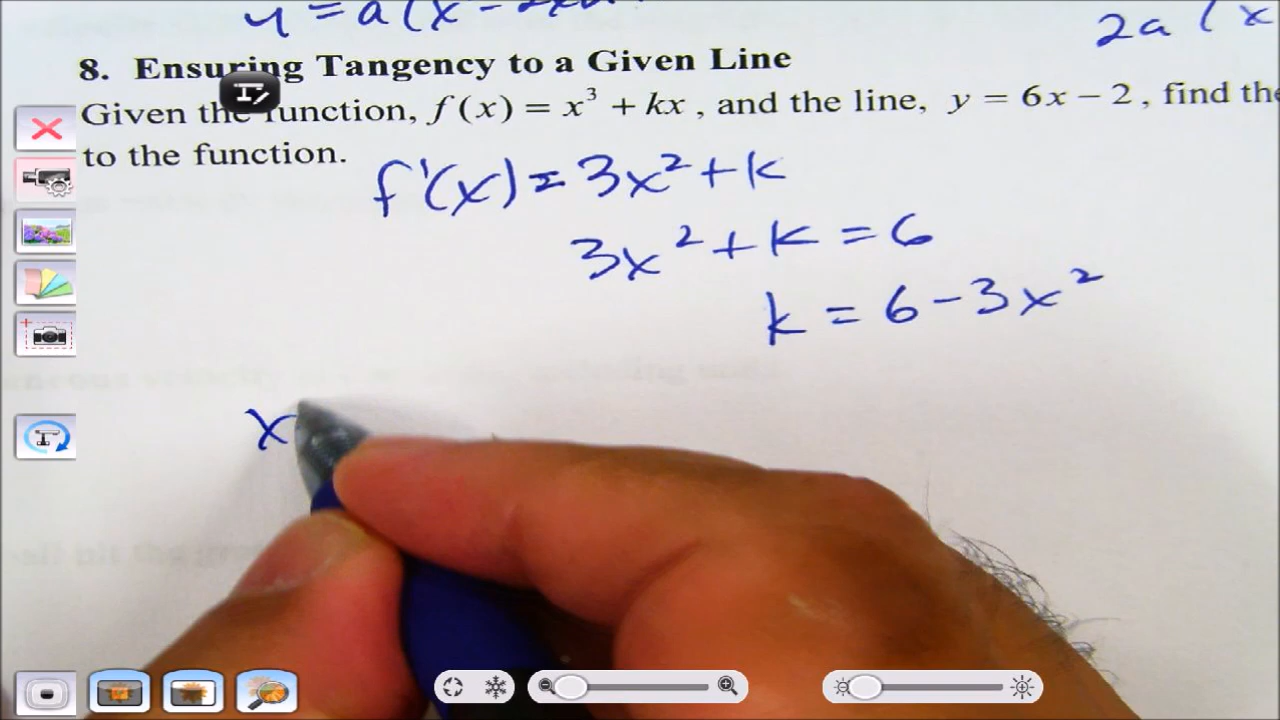 y = a(x - 2x
2a (x
8. Ensuring Tangency to a Given Line
Given the function, f(x) = x³ + kx, and the line, y = 6x − 2, find the
to the function.
f'(x) = 3x² + k
3x² + k = 6
k = 6 - 3x²
x